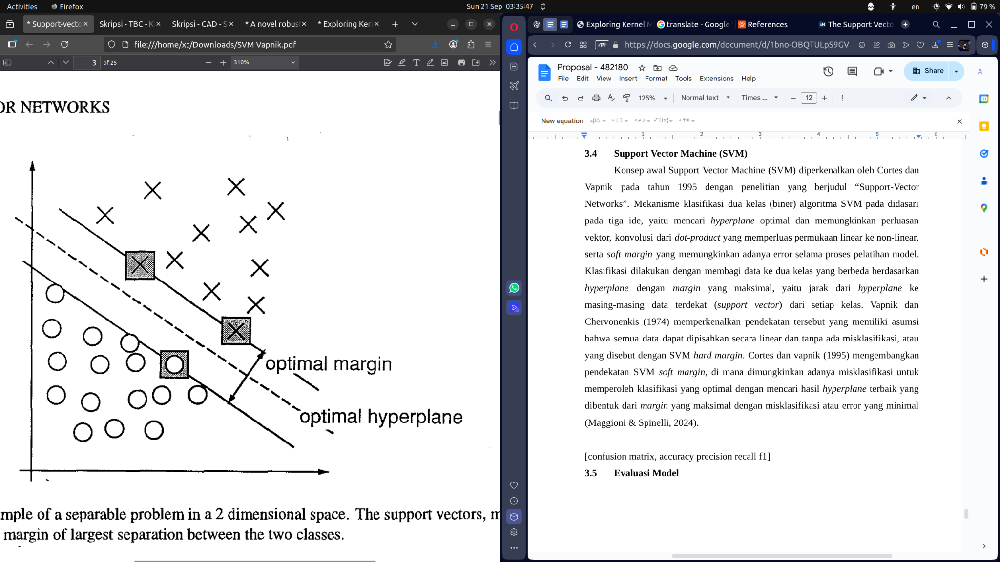 Activities
Firefox
Sun 21 Sep 03:35:47
en
79 %
* Support-vecto
Skripsi - TBC - K
Skripsi - CAD - S
* A novel robus
* Exploring Ker
file:///home/xt/Downloads/SVM Vapnik.pdf
3
of 25
310%
OR NETWORKS
optimal margin
optimal hyperplane
mple of a separable problem in a 2 dimensional space. The support vectors, m
margin of largest separation between the two classes.
Exploring Kernel M
translate - Google
References
SN
The Support Vecto
VPN
https://docs.google.com/document/d/1bno-OBQTULpS9GV
Proposal - 482180
File
Edit
View
Insert
Format
Tools
Extensions
Help
Share
A
125%
Normal text
Times ...
12
New equation
1
2
3
4
5
6
31
3.4 Support Vector Machine (SVM)
Konsep awal Support Vector Machine (SVM) diperkenalkan oleh Cortes dan
Vapnik pada tahun 1995 dengan penelitian yang berjudul “Support-Vector
Networks”. Mekanisme klasifikasi dua kelas (biner) algoritma SVM pada didasari
pada tiga ide, yaitu mencari hyperplane optimal dan memungkinkan perluasan
vektor, konvolusi dari dot-product yang memperluas permukaan linear ke non-linear,
serta soft margin yang memungkinkan adanya error selama proses pelatihan model.
Klasifikasi dilakukan dengan membagi data ke dua kelas yang berbeda berdasarkan
hyperplane dengan margin yang maksimal, yaitu jarak dari hyperplane ke
masing-masing data terdekat (support vector) dari setiap kelas. Vapnik dan
Chervonenkis (1974) memperkenalkan pendekatan tersebut yang memiliki asumsi
bahwa semua data dapat dipisahkan secara linear dan tanpa ada misklasifikasi, atau
yang disebut dengan SVM hard margin. Cortes dan vapnik (1995) mengembangkan
pendekatan SVM soft margin, di mana dimungkinkan adanya misklasifikasi untuk
memperoleh klasifikasi yang optimal dengan mencari hasil hyperplane terbaik yang
dibentuk dari margin yang maksimal dengan misklasifikasi atau error yang minimal
(Maggioni & Spinelli, 2024).
[confusion matrix, accuracy precision recall f1]
3.5 Evaluasi Model